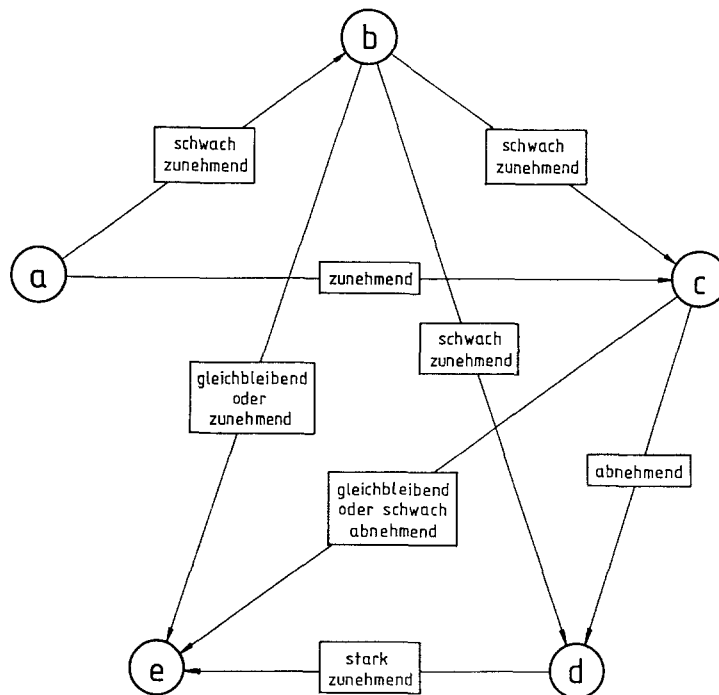 b
schwach
zunehmend
schwach
zunehmend
a
zunehmend
c
schwach
zunehmend
gleichbleibend
oder
zunehmend
abnehmend
gleichbleibend
oder schwach
abnehmend
e
stark
zunehmend
d